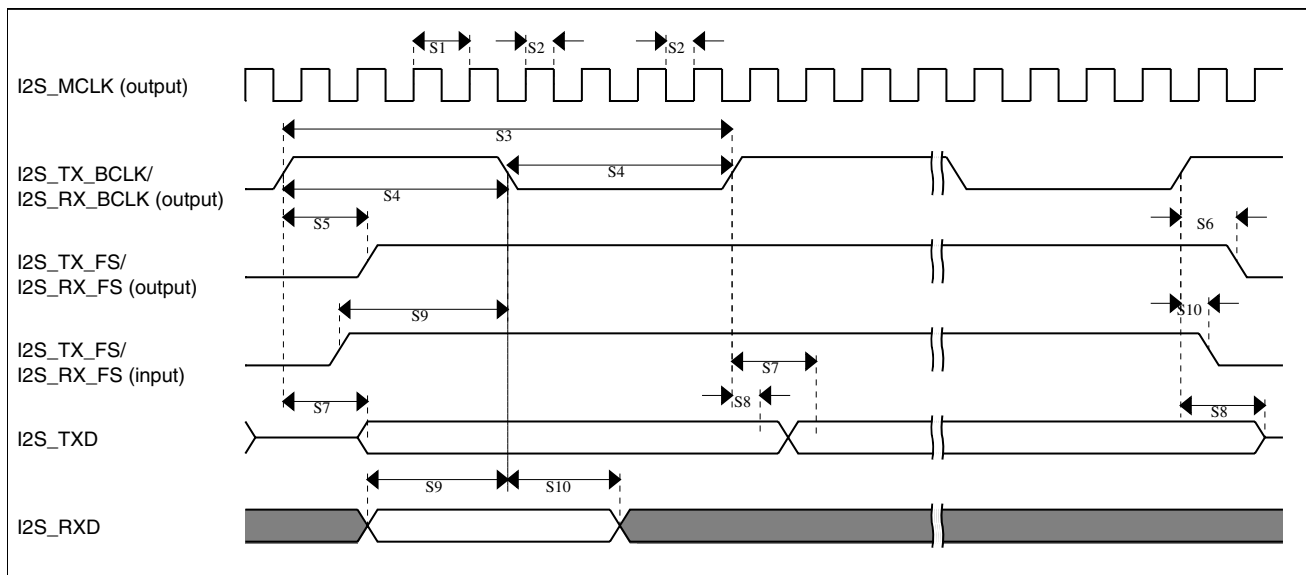 S1
S2
S2
I2S_MCLK (output)
S3
I2S_TX_BCLK/
I2S_RX_BCLK (output)
S4
S4
S5
S6
I2S_TX_FS/
I2S_RX_FS (output)
S9
S10
I2S_TX_FS/
I2S_RX_FS (input)
S7
S7
S8
S8
I2S_TXD
S9
S10
I2S_RXD